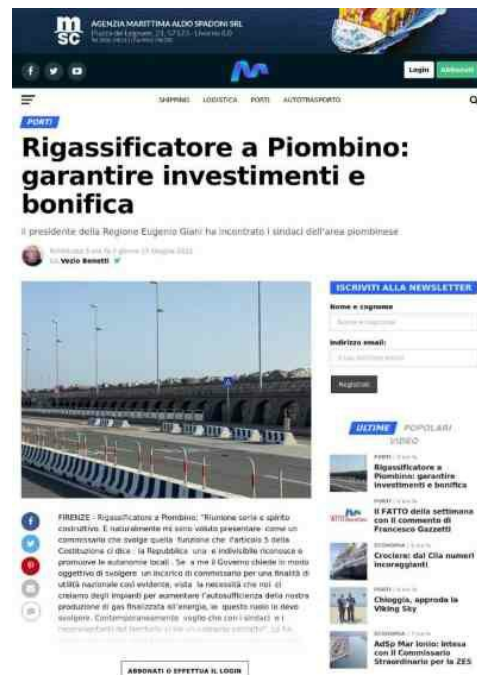 msc
AGENZIA MARITTIMA ALDO SPADONI SRL
Login
Abbonati
SHIPPING LOGISTICA PORTI AUTOTRASPORTO
PORTI
Rigassificatore a Piombino:
garantire investimenti e
bonifica
Il presidente della Regione Eugenio Giani ha incontrato i sindaci dell'area piombinese
Vezio Benetti
ISCRIVITI ALLA NEWSLETTER
Nome e cognome
Nome e cognome
Indirizzo email:
Registrati
ULTIME POPOLARI
VIDEO
PORTI
Rigassificatore a
Piombino: garantire
investimenti e bonifica
PORTI
Il FATTO della settimana
con il commento di
Francesco Gazzetti
ECONOMIA
Crociere: dal Clia numeri
incoraggianti
PORTI
Chioggia, approda la
Viking Sky
ECONOMIA
AdSp Mar Ionio: intesa
con il Commissario
Straordinario per la ZES
FIRENZE - Rigassificatore a Piombino: "Riunione seria e spirito
costruttivo. E naturalmente mi sono voluto presentare come un
commissario che svolge quella funzione che l'articolo 5 della
Costituzione ci dice: la Repubblica una e indivisibile riconosce e
promuove le autonomie locali. Se a me il Governo chiede in modo
oggettivo di svolgere un incarico di commissario per una finalità di
utilità nazionale così evidente, vista la necessità che noi ci
creiamo degli impianti per aumentare l'autosufficienza della nostra
produzione di gas finalizzata all'energia, io questo ruolo lo devo
svolgere. Contemporaneamente voglio che con i sindaci e i
ABBONATI O EFFETTUA IL LOGIN